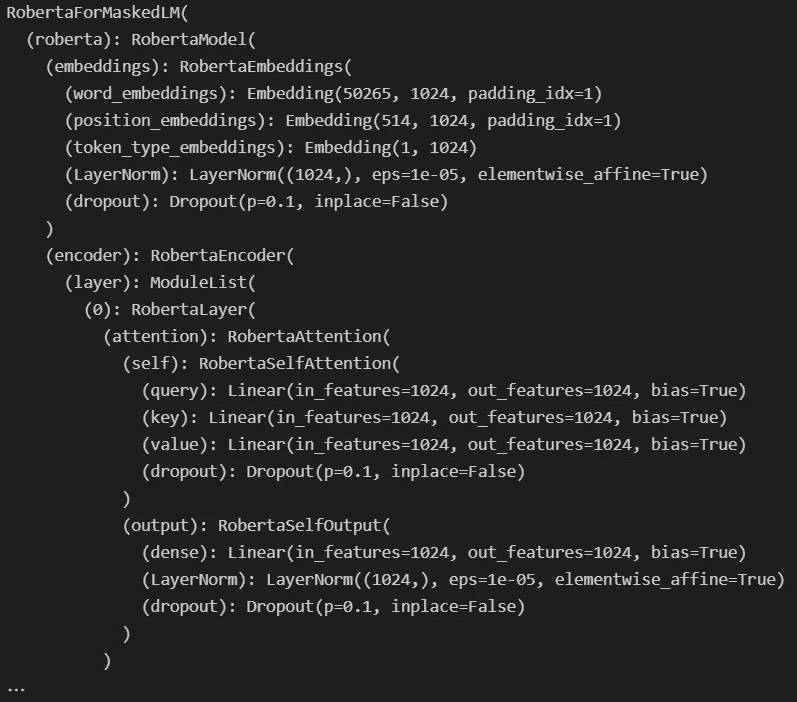 RobertaForMaskedLM(
  (roberta): RobertaModel(
    (embeddings): RobertaEmbeddings(
      (word_embeddings): Embedding(50265, 1024, padding_idx=1)
      (position_embeddings): Embedding(514, 1024, padding_idx=1)
      (token_type_embeddings): Embedding(1, 1024)
      (LayerNorm): LayerNorm((1024,), eps=1e-05, elementwise_affine=True)
      (dropout): Dropout(p=0.1, inplace=False)
    )
    (encoder): RobertaEncoder(
      (layer): ModuleList(
        (0): RobertaLayer(
          (attention): RobertaAttention(
            (self): RobertaSelfAttention(
              (query): Linear(in_features=1024, out_features=1024, bias=True)
              (key): Linear(in_features=1024, out_features=1024, bias=True)
              (value): Linear(in_features=1024, out_features=1024, bias=True)
              (dropout): Dropout(p=0.1, inplace=False)
            )
            (output): RobertaSelfOutput(
              (dense): Linear(in_features=1024, out_features=1024, bias=True)
              (LayerNorm): LayerNorm((1024,), eps=1e-05, elementwise_affine=True)
              (dropout): Dropout(p=0.1, inplace=False)
            )
          )
...